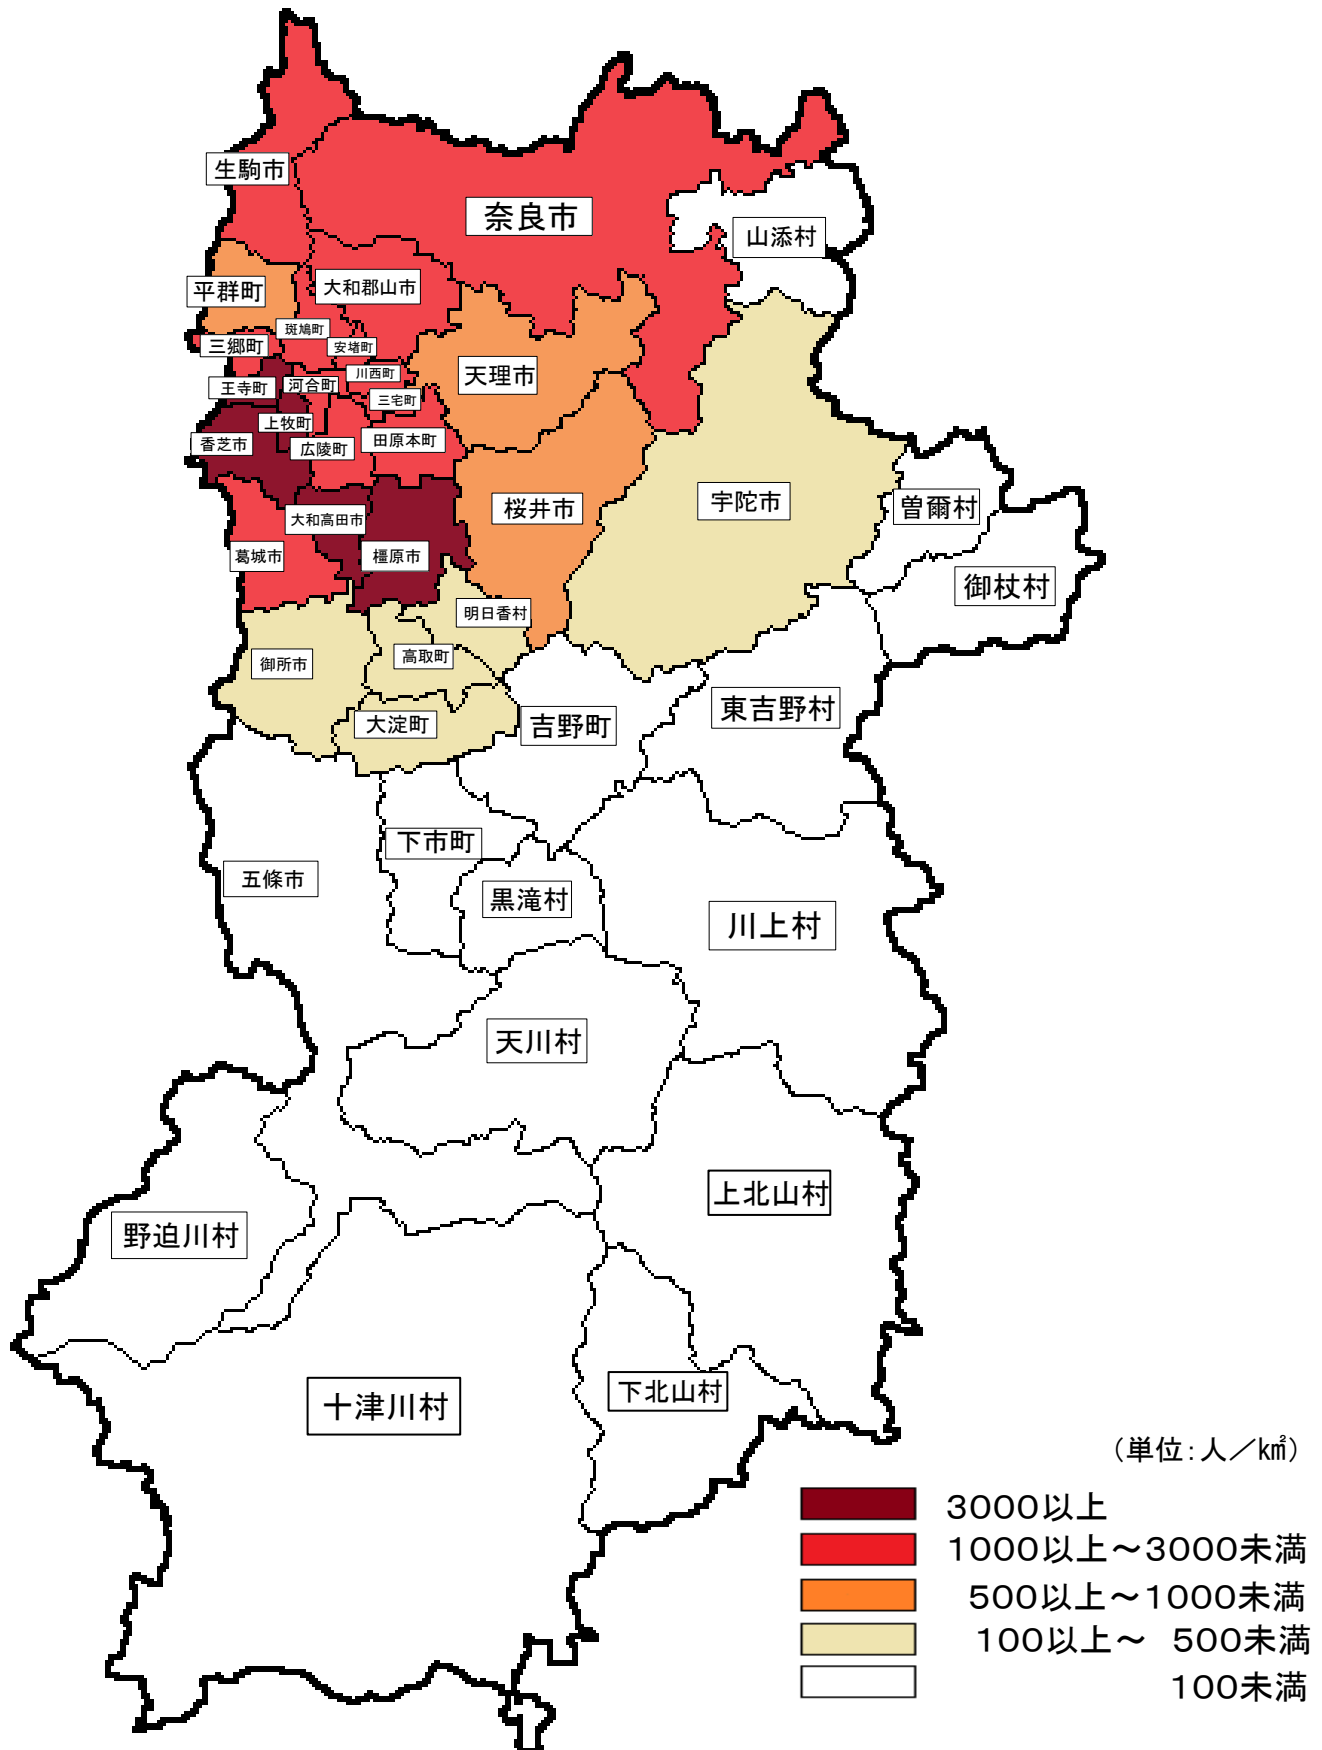 生駒市
奈良市
山添村
平群町
大和郡山市
斑鳩町
三郷町
安堵町
川西町
天理市
王寺町
河合町
三宅町
上牧町
香芝市
広陵町
田原本町
桜井市
宇陀市
曽爾村
大和高田市
葛城市
橿原市
御杖村
明日香村
御所市
高取町
大淀町
吉野町
東吉野村
下市町
五條市
黒滝村
川上村
天川村
上北山村
野迫川村
十津川村
下北山村
（単位：人／k㎡）
3000以上
1000以上～3000未満
500以上～1000未満
100以上～ 500未満
100未満